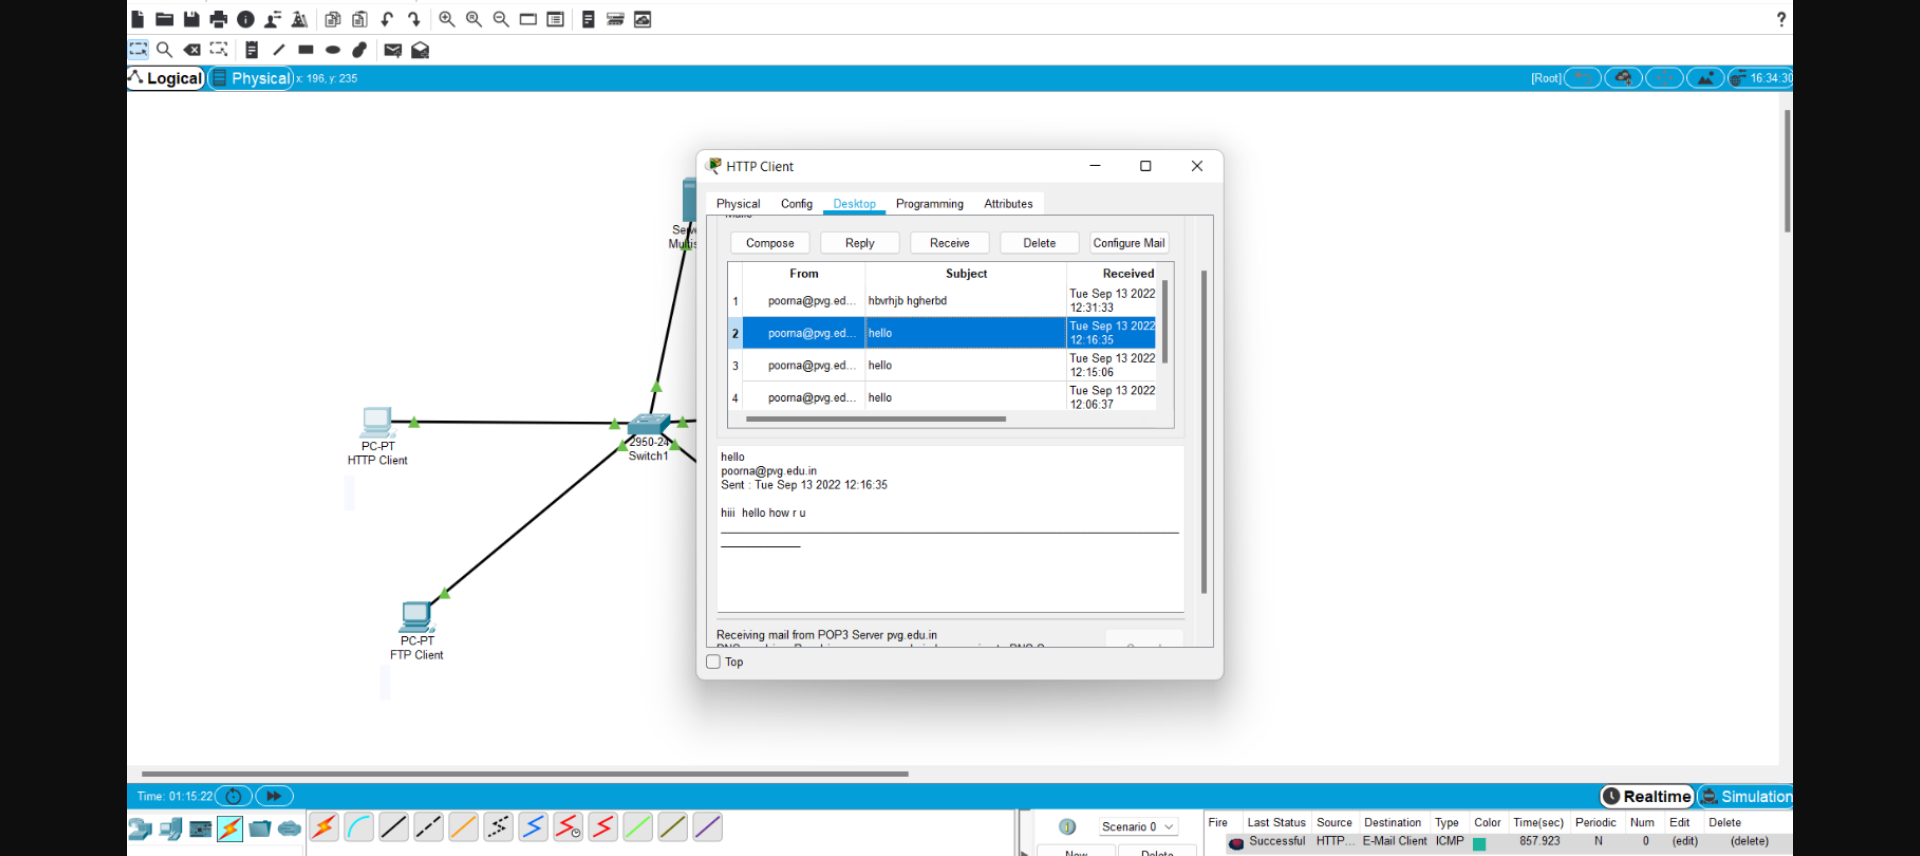 ?
Logical Physical x: 196, y: 235 [Root] 16:34:30
HTTP Client
Physical Config Desktop Programming Attributes
Compose Reply Receive Delete Configure Mail
From Subject Received
1 poorna@pvg.ed... hbvrhjb hgherbd Tue Sep 13 2022
12:31:33
2 poorna@pvg.ed... hello Tue Sep 13 2022
12:16:35
3 poorna@pvg.ed... hello Tue Sep 13 2022
12:15:06
4 poorna@pvg.ed... hello Tue Sep 13 2022
12:06:37
hello
poorna@pvg.edu.in
Sent : Tue Sep 13 2022 12:16:35
hiii hello how r u
Receiving mail from POP3 Server pvg.edu.in
Top
PC-PT
HTTP Client
2950-24
Switch1
PC-PT
FTP Client
Time: 01:15:22 Realtime Simulation
Scenario 0
New Delete
Fire Last Status Source Destination Type Color Time(sec) Periodic Num Edit Delete
Successful HTTP... E-Mail Client ICMP 857.923 N 0 (edit) (delete)